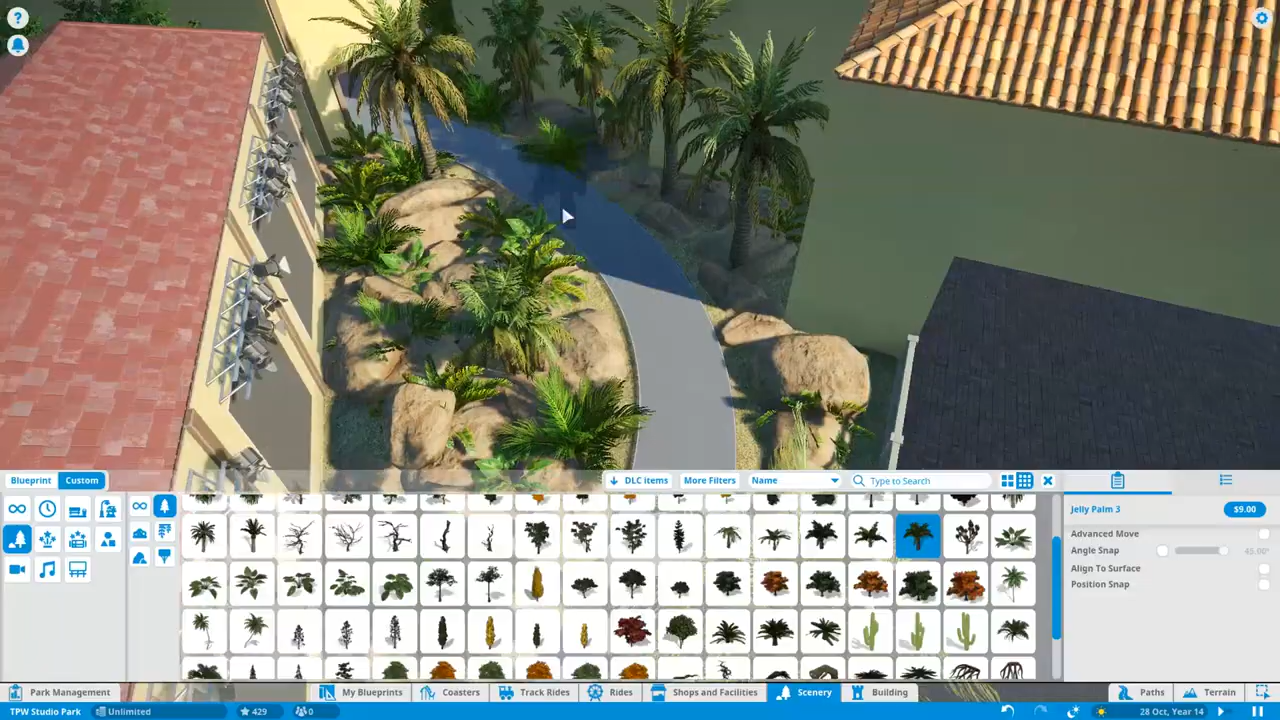 ?
Blueprint
Custom
DLC items
More Filters
Name
Type to Search
Jelly Palm 3
$9.00
Advanced Move
Angle Snap
45.00°
Align To Surface
Position Snap
Park Management
My Blueprints
Coasters
Track Rides
Rides
Shops and Facilities
Scenery
Building
Paths
Terrain
TPW Studio Park
Unlimited
429
0
28 Oct, Year 14